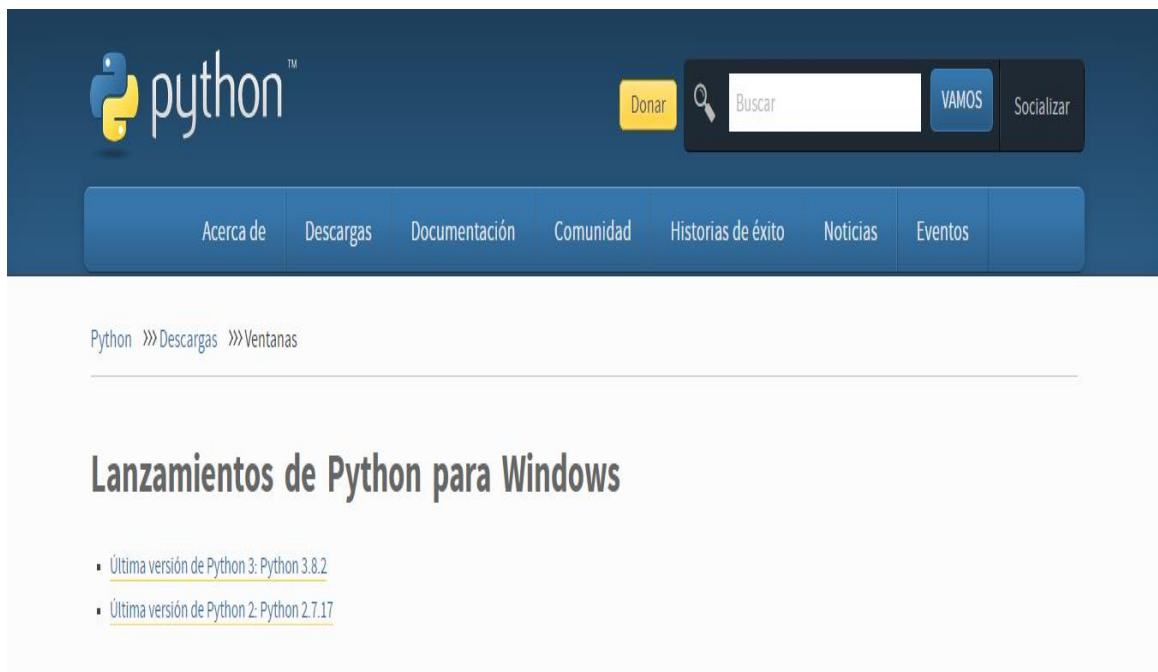 python™
Donar
Buscar
VAMOS
Socializar
Acerca de
Descargas
Documentación
Comunidad
Historias de éxito
Noticias
Eventos
Python >>> Descargas >>> Ventanas
Lanzamientos de Python para Windows
Última versión de Python 3: Python 3.8.2
Última versión de Python 2: Python 2.7.17